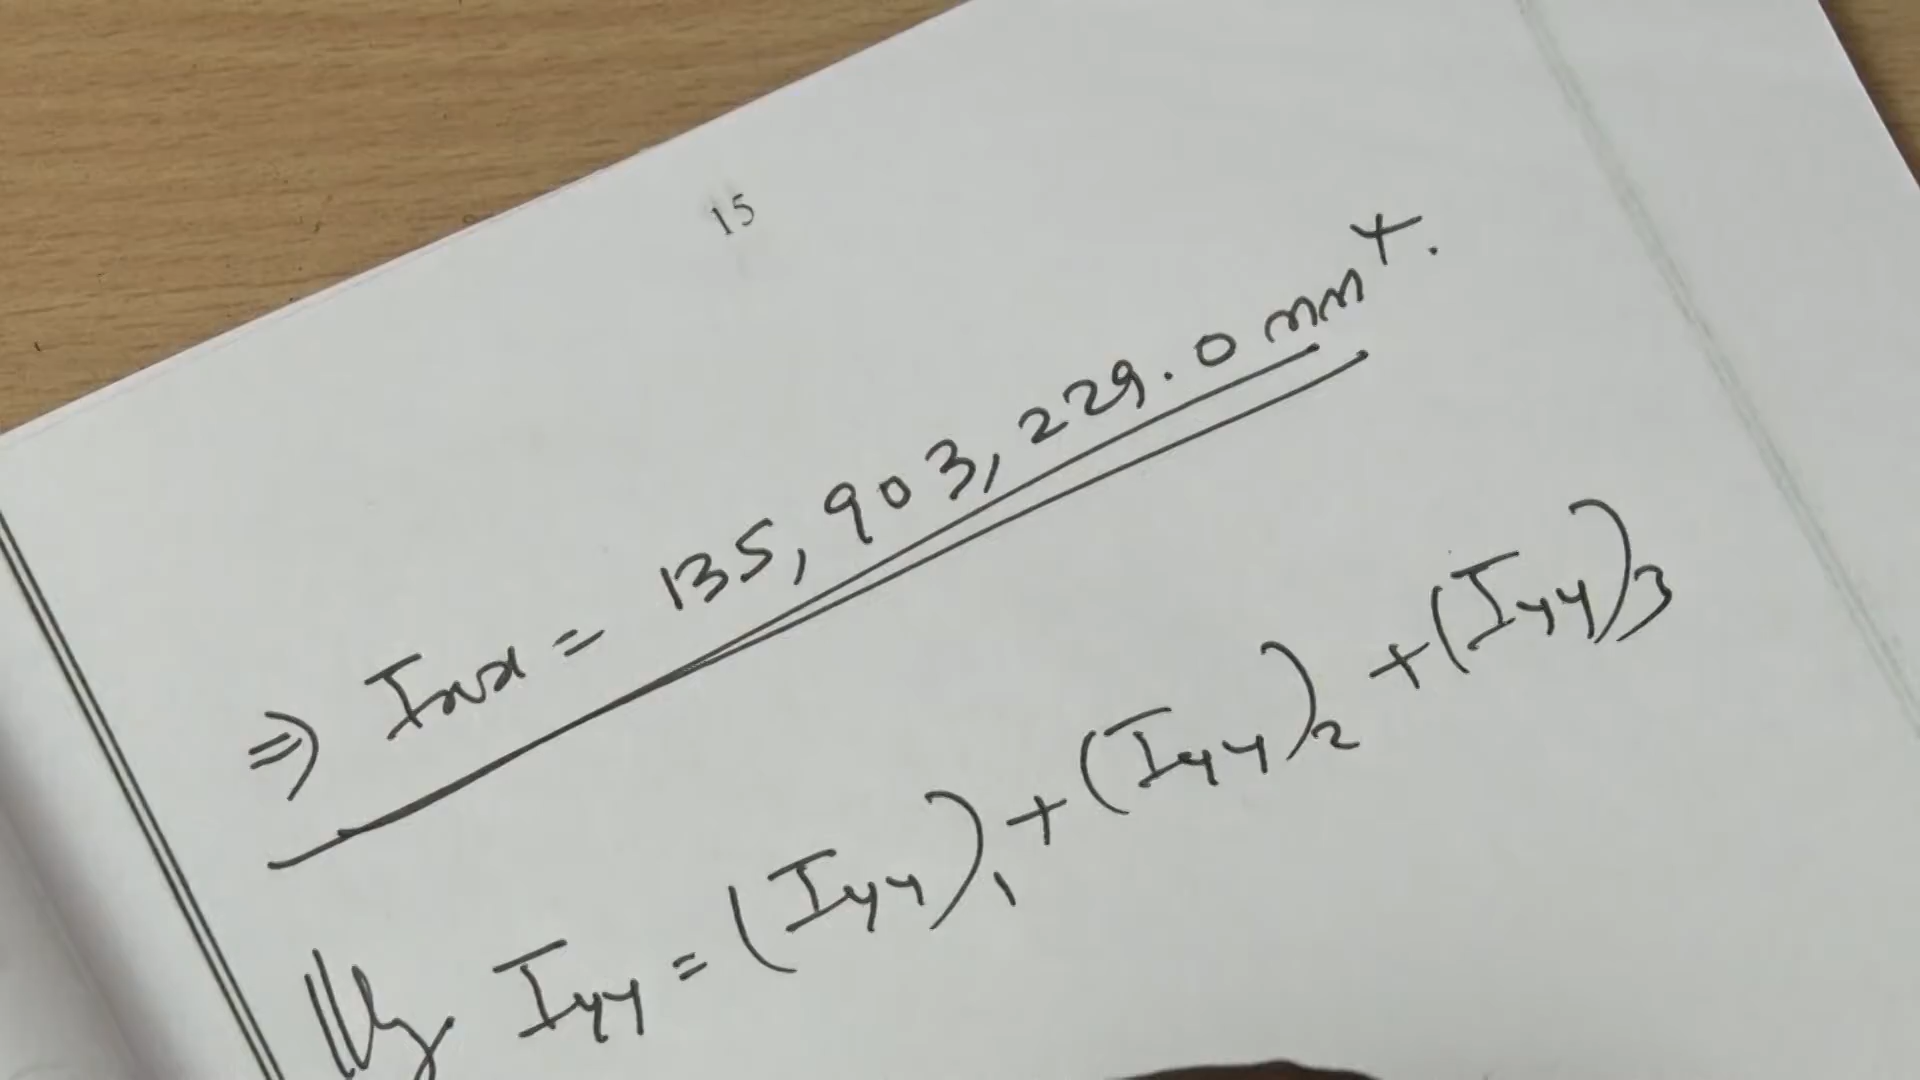 15
⇒ Ixx = 135,903,229.0 mm⁴.
|||ly Iyy = (Iyy)₁ + (Iyy)₂ + (Iyy)₃